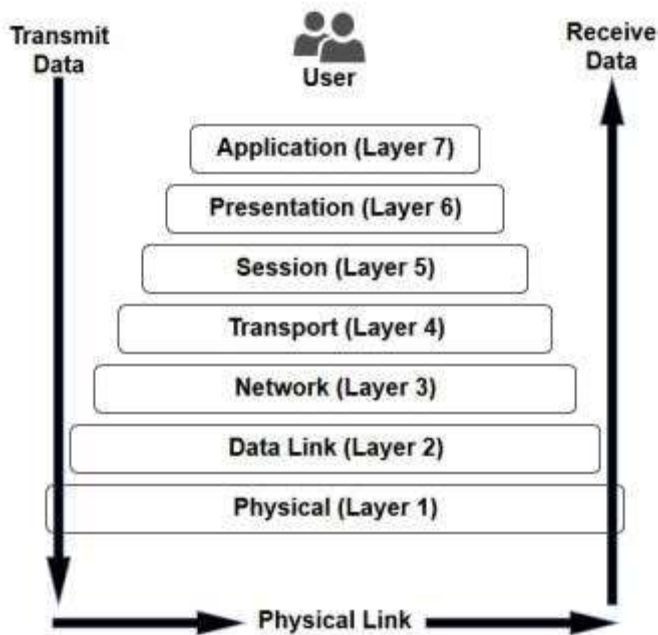 Transmit
Data
User
Receive
Data
Application (Layer 7)
Presentation (Layer 6)
Session (Layer 5)
Transport (Layer 4)
Network (Layer 3)
Data Link (Layer 2)
Physical (Layer 1)
Physical Link